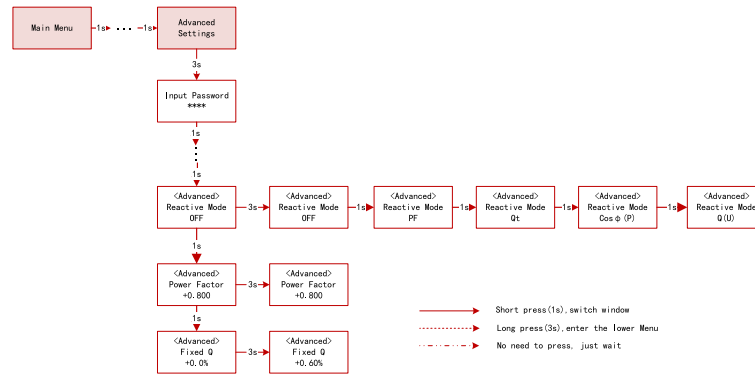 Main Menu
1s
1s
Advanced
Settings
3s
Input Password
****
1s
1s
<Advanced>
Reactive Mode
OFF
3s
<Advanced>
Reactive Mode
OFF
1s
<Advanced>
Reactive Mode
PF
1s
<Advanced>
Reactive Mode
Qt
1s
<Advanced>
Reactive Mode
Cosφ(P)
1s
<Advanced>
Reactive Mode
Q(U)
1s
<Advanced>
Power Factor
+0.800
3s
<Advanced>
Power Factor
+0.800
1s
<Advanced>
Fixed Q
+0.0%
3s
<Advanced>
Fixed Q
+0.60%
Short press(1s),switch window
Long press(3s),enter the lower Menu
No need to press, just wait